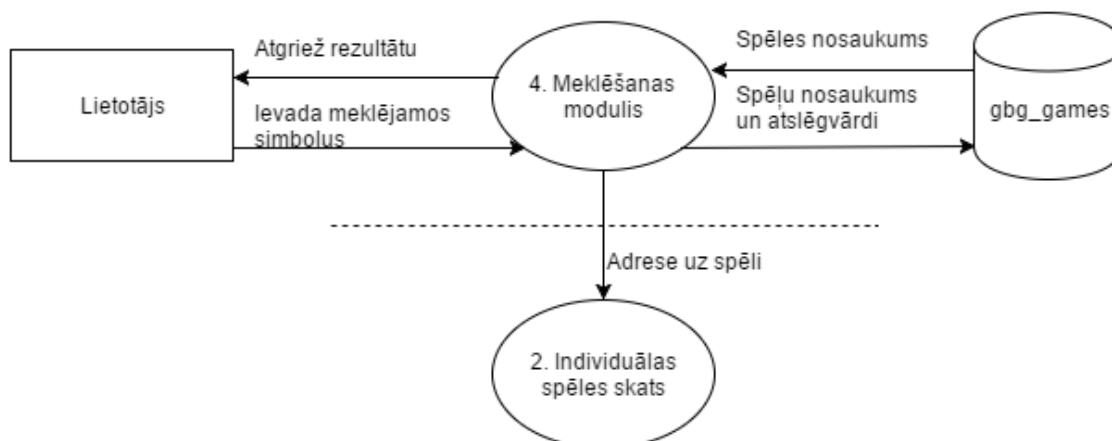 Atgriež rezultātu
Lietotājs
Ievada meklējamos
simbolus
4. Meklēšanas
modulis
Spēles nosaukums
Spēļu nosaukums
un atslēgvārdi
gbg_games
Adrese uz spēli
2. Individuālas
spēles skats